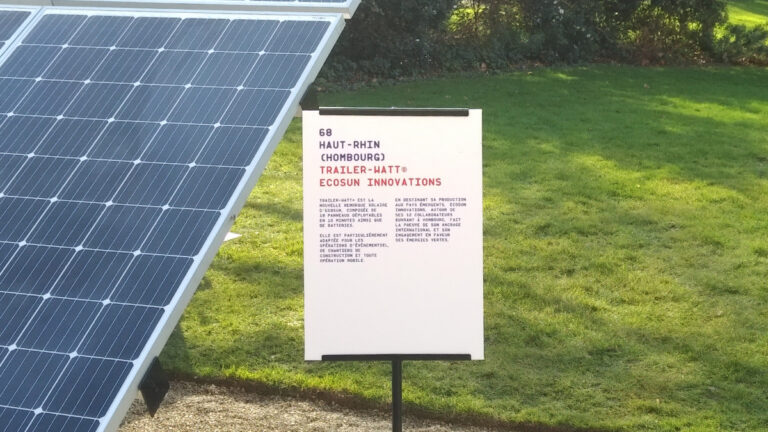 68
HAUT-RHIN
(HOMBOURG)
TRAILER-WATT®
ECOSUN INNOVATIONS
TRAILER-WATT® EST LA
NOUVELLE REMORQUE SOLAIRE
D'ECOSUN, COMPOSÉE DE
18 PANNEAUX DÉPLOYABLES
EN 15 MINUTES AINSI QUE
DE BATTERIES.
ELLE EST PARTICULIÈREMENT
ADAPTÉE POUR LES
OPÉRATIONS D'ÉVÉNEMENTIEL,
DE CHANTIERS DE
CONSTRUCTION ET TOUTE
OPÉRATION MOBILE
EN DESTINANT SA PRODUCTION
AUX PAYS ÉMERGENTS, ECOSUN
INNOVATIONS, AUTOUR DE
SES 12 COLLABORATEURS
BURRANT À HOMBOURG, FAIT
LA PREUVE DE SON ANCRAGE
INTERNATIONAL ET SON
ENGAGEMENT EN FAVEUR
DES ÉNERGIES VERTES.